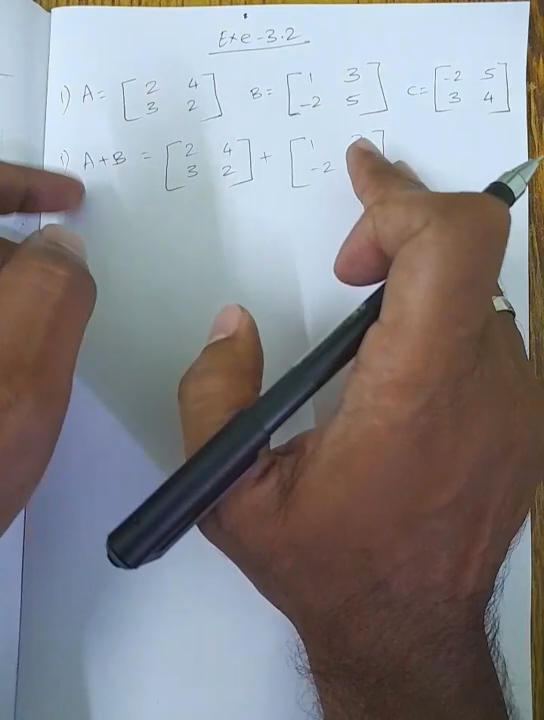 Exe-3.2
1) A = [2 4 B = [1 3 C = [-2 5
3 2] -2 5] 3 4]
i) A+B = [2 4 + [1
3 2] -2 ]